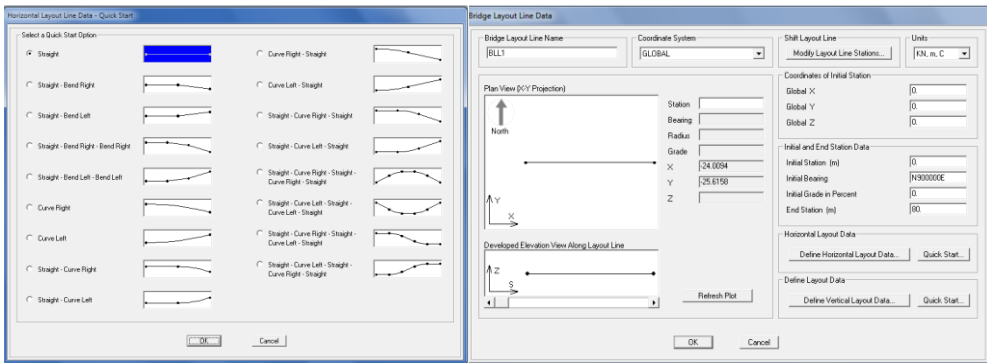 Horizontal Layout Line Data - Quick Start
Select a Quick Start Option
Straight
Straight - Bend Right
Straight - Bend Left
Straight - Bend Right - Bend Right
Straight - Bend Left - Bend Left
Curve Right
Curve Left
Straight - Curve Right
Straight - Curve Left
Curve Right - Straight
Curve Left - Straight
Straight - Curve Right - Straight
Straight - Curve Left - Straight
Straight - Curve Right - Straight -
Curve Right - Straight
Straight - Curve Left - Straight -
Curve Left - Straight
Straight - Curve Right - Straight -
Curve Left - Straight
Straight - Curve Left - Straight -
Curve Right - Straight
OK
Cancel
Bridge Layout Line Data
Bridge Layout Line Name
BLL1
Coordinate System
GLOBAL
Shift Layout Line
Modify Layout Line Stations...
Units
KN, m, C
Plan View (X-Y Projection)
North
Y
X
Station
Bearing
Radius
Grade
X -24.0094
Y -25.6158
Z
Developed Elevation View Along Layout Line
Z
S
Refresh Plot
Coordinates of Initial Station
Global X 0.
Global Y 0.
Global Z 0.
Initial and End Station Data
Initial Station (m) 0.
Initial Bearing N900000E
Initial Grade in Percent 0.
End Station (m) 80.
Horizontal Layout Data
Define Horizontal Layout Data... Quick Start...
Define Layout Data
Define Vertical Layout Data... Quick Start...
OK
Cancel